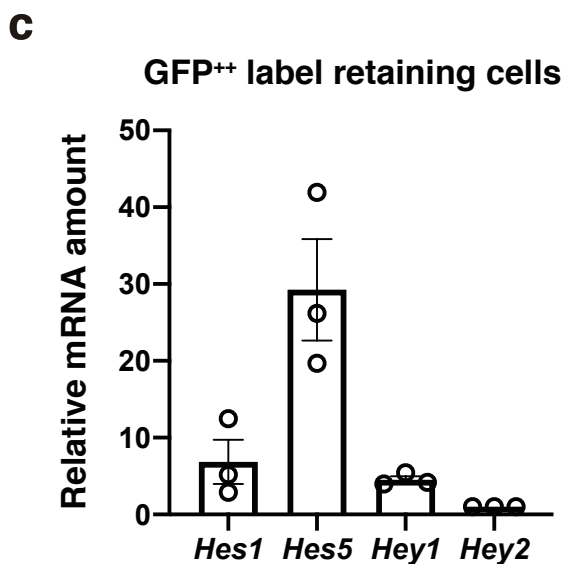 c
GFP⁺⁺ label retaining cells
Relative mRNA amount
50
40
30
20
10
0
Hes1 Hes5 Hey1 Hey2